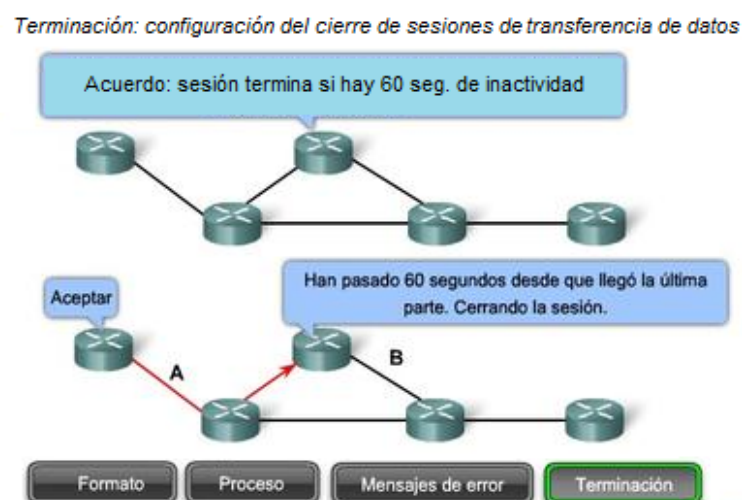 Terminación: configuración del cierre de sesiones de transferencia de datos
Acuerdo: sesión termina si hay 60 seg. de inactividad
Aceptar
Han pasado 60 segundos desde que llegó la última
parte. Cerrando la sesión.
A
B
Formato
Proceso
Mensajes de error
Terminación